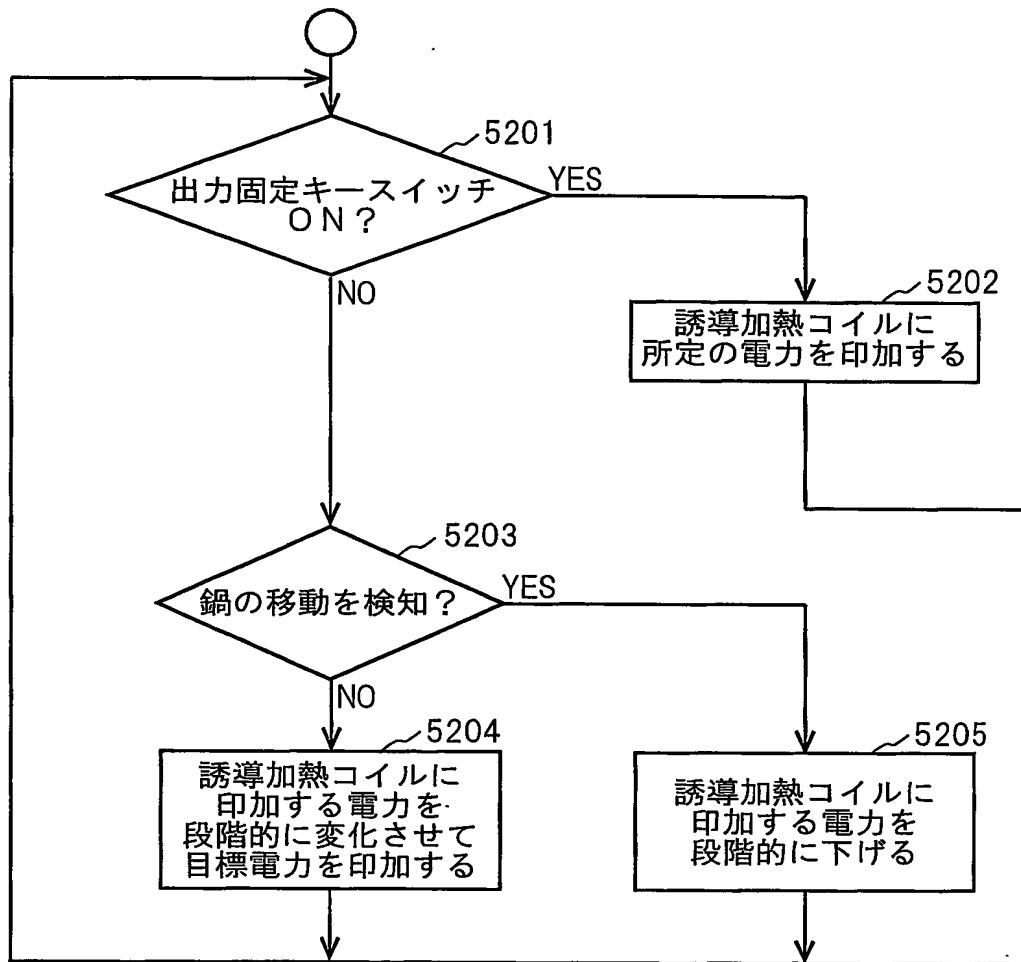 5201
出力固定キースイッチ
ON?
YES
NO
5202
誘導加熱コイルに
所定の電力を印加する
5203
鍋の移動を検知?
YES
NO
5204
誘導加熱コイルに
印加する電力を
段階的に変化させて
目標電力を印加する
5205
誘導加熱コイルに
印加する電力を
段階的に下げる